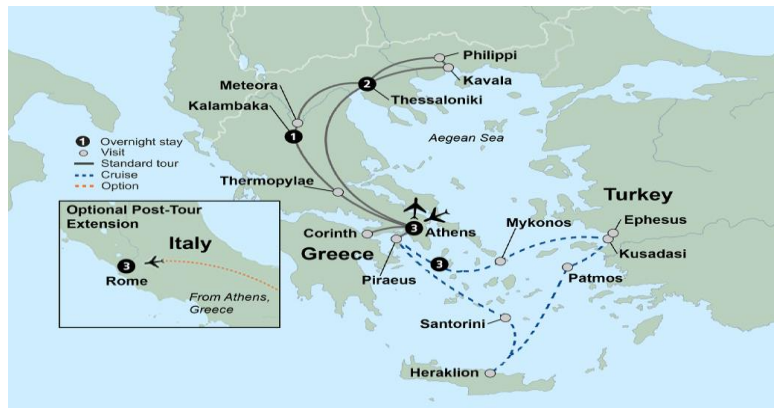 Philippi
Kavala
Meteora
2
Thessaloniki
Kalambaka
1
Aegean Sea
1 Overnight stay
Visit
Standard tour
Cruise
Option
Thermopylae
Turkey
Optional Post-Tour
Extension
Italy
3
Rome
From Athens,
Greece
Corinth
3
Athens
Greece
Piraeus
3
Mykonos
Ephesus
Kusadasi
Patmos
Santorini
Heraklion